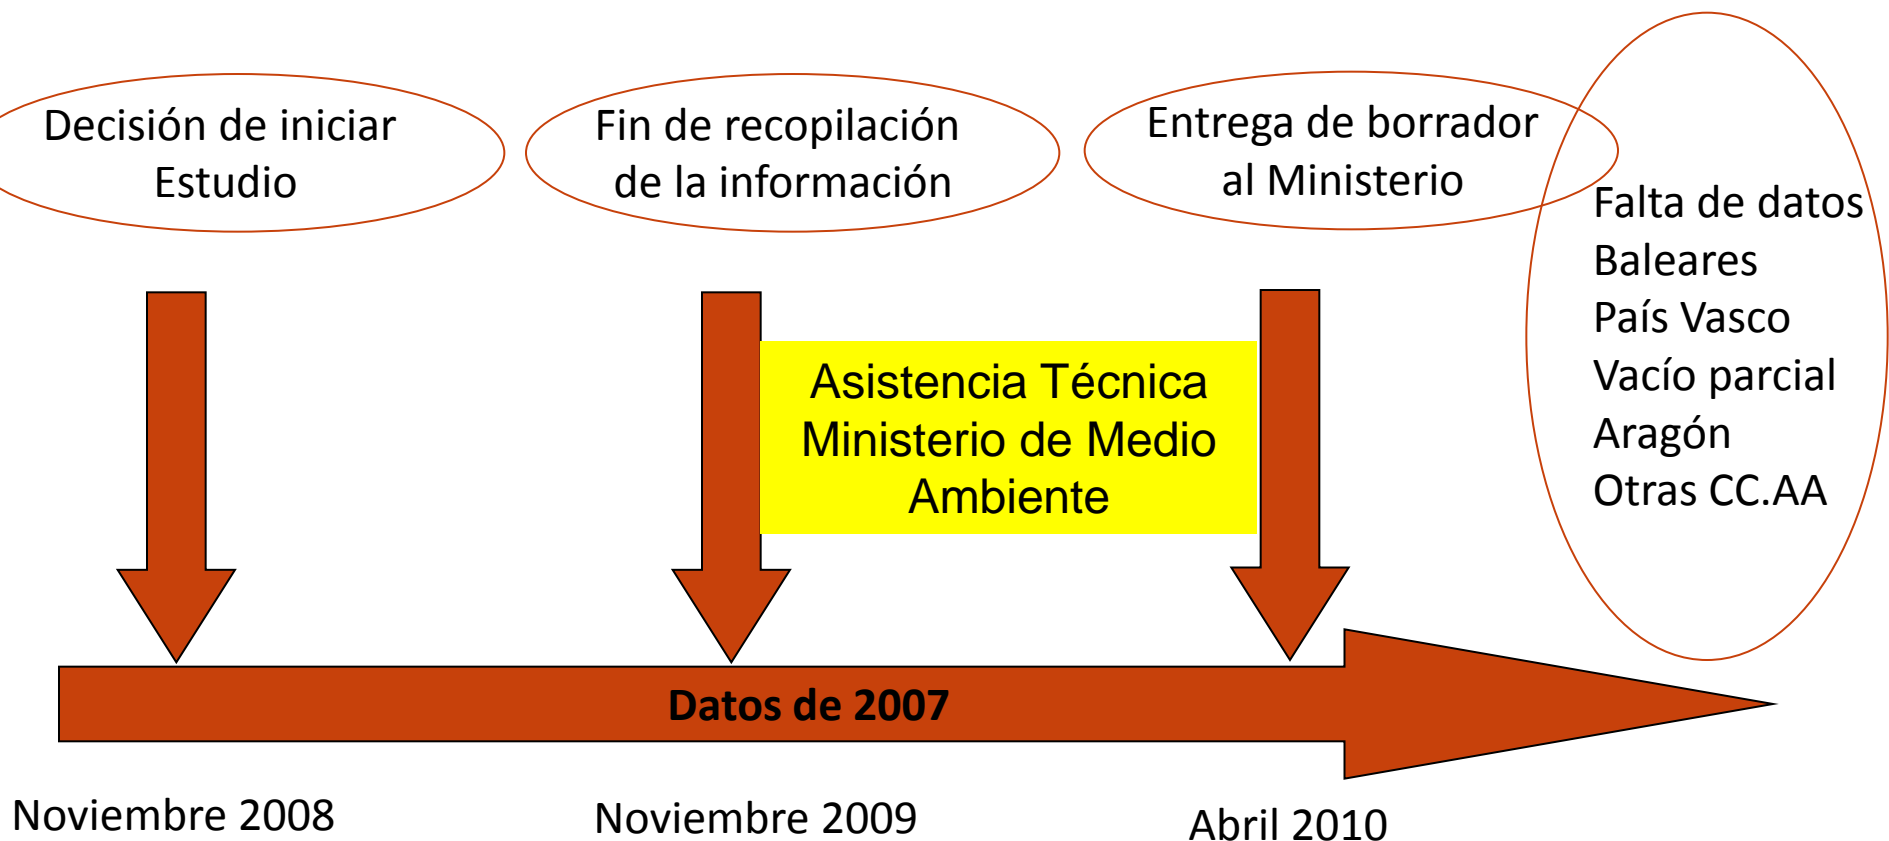 Decisión de iniciar
Estudio
Fin de recopilación
de la información
Entrega de borrador
al Ministerio
Falta de datos
Baleares
País Vasco
Vacío parcial
Aragón
Otras CC.AA
Asistencia Técnica
Ministerio de Medio
Ambiente
Datos de 2007
Noviembre 2008
Noviembre 2009
Abril 2010